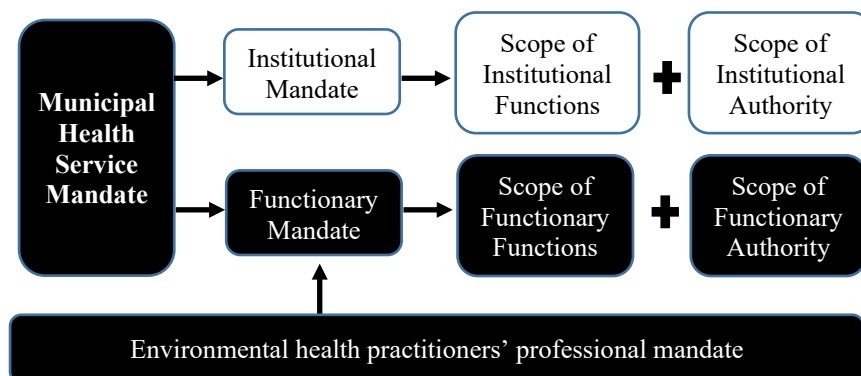 Municipal
Health
Service
Mandate
Institutional
Mandate
Scope of
Institutional
Functions
Scope of
Institutional
Authority
Functionary
Mandate
Scope of
Functionary
Functions
Scope of
Functionary
Authority
Environmental health practitioners’ professional mandate